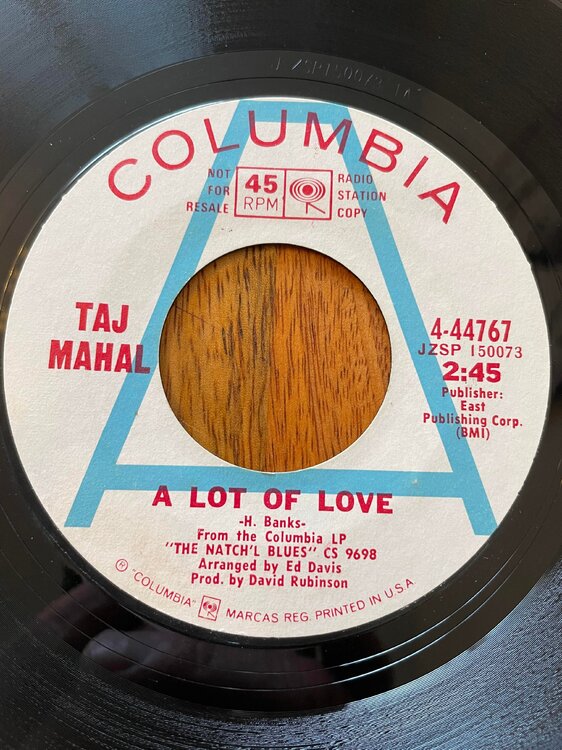 JZSP150073 1A
COLUMBIA
A
NOT
FOR
RESALE
45
RPM
RADIO
STATION
COPY
TAJ
MAHAL
4-44767
JZSP 150073
2:45
Publisher:
East
Publishing Corp.
(BMI)
A LOT OF LOVE
-H. Banks-
From the Columbia LP
"THE NATCH'L BLUES" CS 9698
Arranged by Ed Davis
Prod. by David Rubinson
® "COLUMBIA" MARCAS REG. PRINTED IN U.S.A.